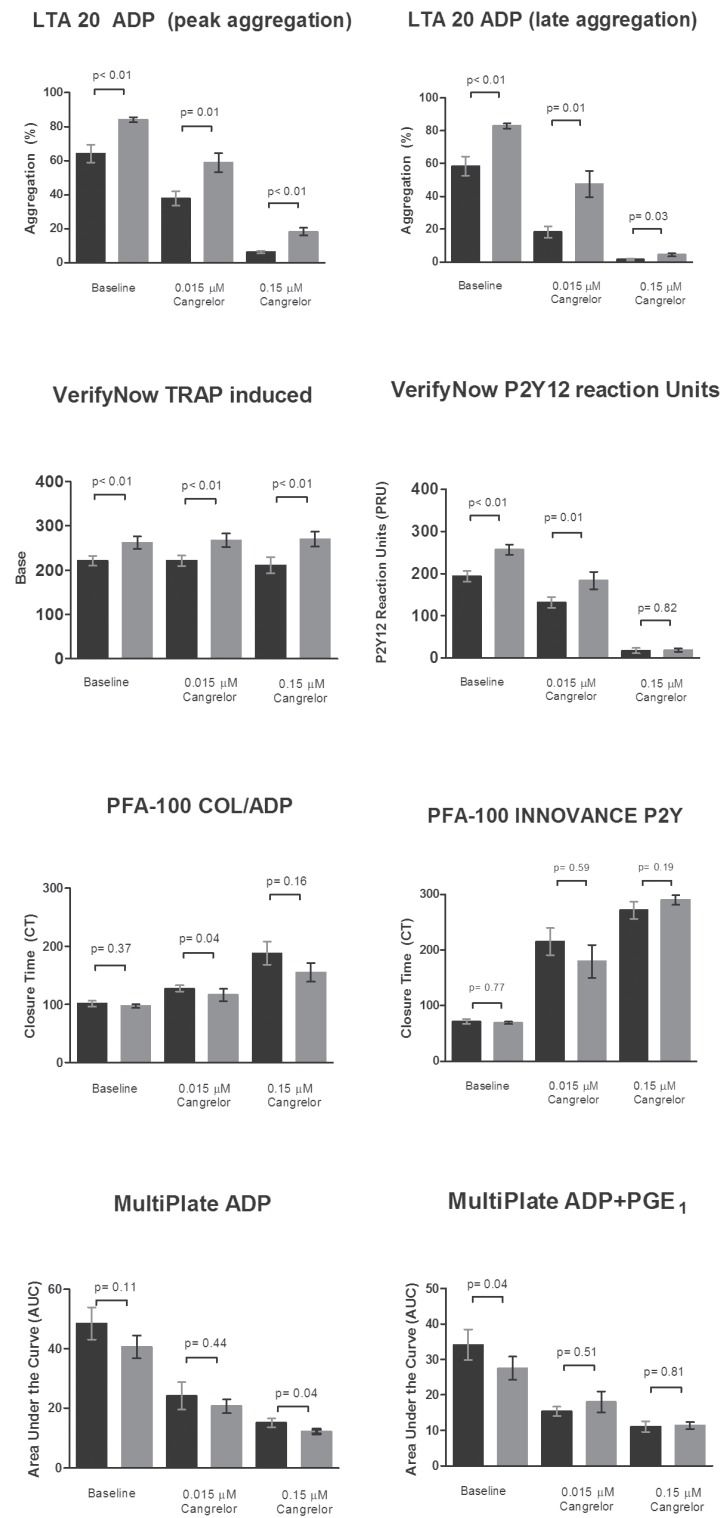 LTA 20 ADP (peak aggregation)
p< 0.01
p= 0.01
p< 0.01
Aggregation (%)
100
80
60
40
20
0
Baseline
0.015 μM
Cangrelor
0.15 μM
Cangrelor
LTA 20 ADP (late aggregation)
p< 0.01
p= 0.01
p= 0.03
Aggregation (%)
100
80
60
40
20
0
Baseline
0.015 μM
Cangrelor
0.15 μM
Cangrelor
VerifyNow TRAP induced
p< 0.01
p< 0.01
p< 0.01
Base
400
300
200
100
0
Baseline
0.015 μM
Cangrelor
0.15 μM
Cangrelor
VerifyNow P2Y12 reaction Units
p< 0.01
p= 0.01
p= 0.82
P2Y12 Reaction Units (PRU)
400
300
200
100
0
Baseline
0.015 μM
Cangrelor
0.15 μM
Cangrelor
PFA-100 COL/ADP
p= 0.37
p= 0.04
p= 0.16
Closure Time (CT)
300
200
100
0
Baseline
0.015 μM
Cangrelor
0.15 μM
Cangrelor
PFA-100 INNOVANCE P2Y
p= 0.77
p= 0.59
p= 0.19
Closure Time (CT)
300
200
100
0
Baseline
0.015 μM
Cangrelor
0.15 μM
Cangrelor
MultiPlate ADP
p= 0.11
p= 0.44
p= 0.04
Area Under the Curve (AUC)
60
40
20
0
Baseline
0.015 μM
Cangrelor
0.15 μM
Cangrelor
MultiPlate ADP+PGE1
p= 0.04
p= 0.51
p= 0.81
Area Under the Curve (AUC)
50
40
30
20
10
0
Baseline
0.015 μM
Cangrelor
0.15 μM
Cangrelor